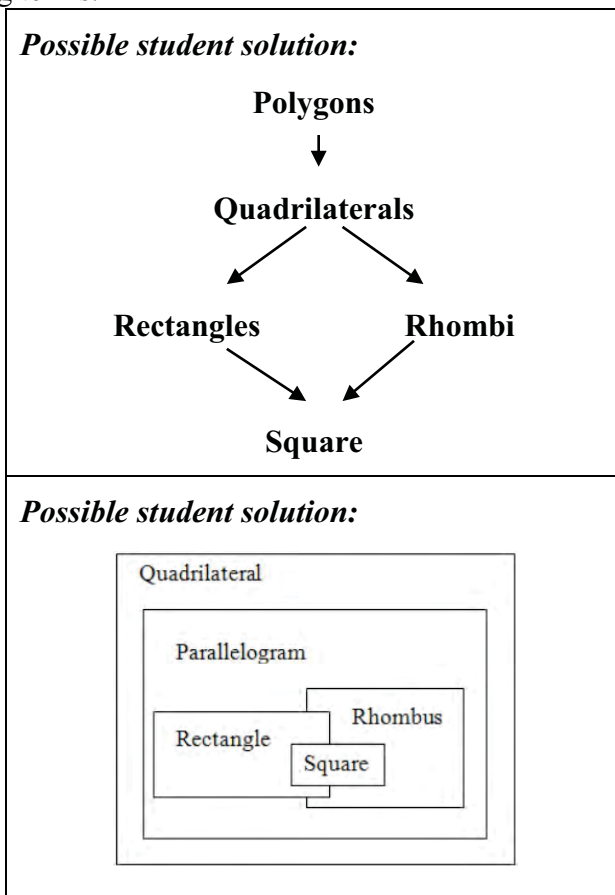 Possible student solution:
Polygons
Quadrilaterals
Rectangles Rhombi
Square
Possible student solution:
Quadrilateral
Parallelogram
Rhombus
Rectangle
Square